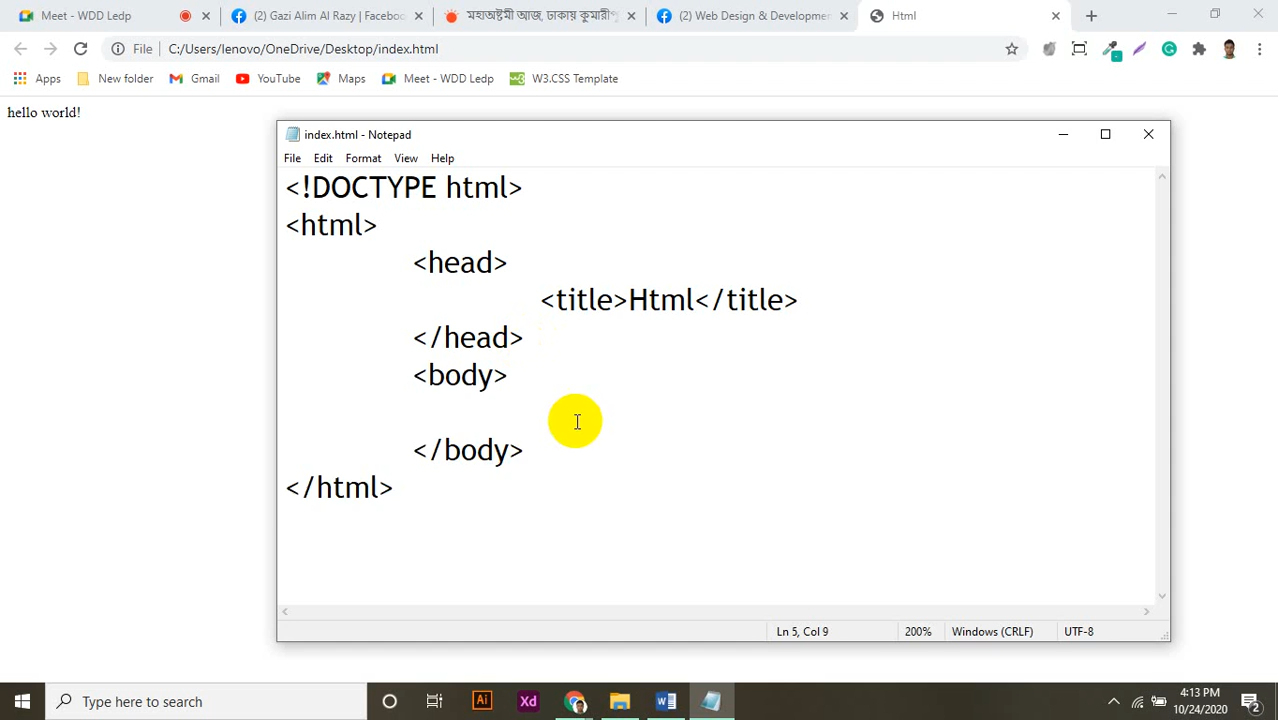 Meet - WDD Ledp
(2) Gazi Alim Al Razy | Faceboo
মহাঅষ্টমী আজ, ঢাকায় কুমারীপূ
(2) Web Design & Developmer
Html
File C:/Users/lenovo/OneDrive/Desktop/index.html
Apps New folder Gmail YouTube Maps Meet - WDD Ledp W3.CSS Template
hello world!
index.html - Notepad
File Edit Format View Help
<!DOCTYPE html>
<html>
<head>
<title>Html</title>
</head>
<body>
</body>
</html>
Ln 5, Col 9 200% Windows (CRLF) UTF-8
Type here to search
Ai
Xd
4:13 PM
10/24/2020
2